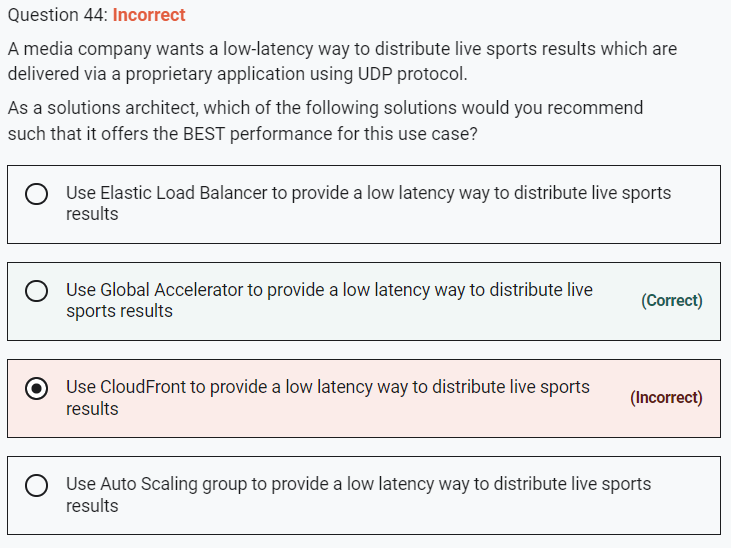 Question 44: Incorrect
A media company wants a low-latency way to distribute live sports results which are
delivered via a proprietary application using UDP protocol.
As a solutions architect, which of the following solutions would you recommend
such that it offers the BEST performance for this use case?
Use Elastic Load Balancer to provide a low latency way to distribute live sports
results
Use Global Accelerator to provide a low latency way to distribute live
sports results
(Correct)
Use CloudFront to provide a low latency way to distribute live sports
results
(Incorrect)
Use Auto Scaling group to provide a low latency way to distribute live sports
results